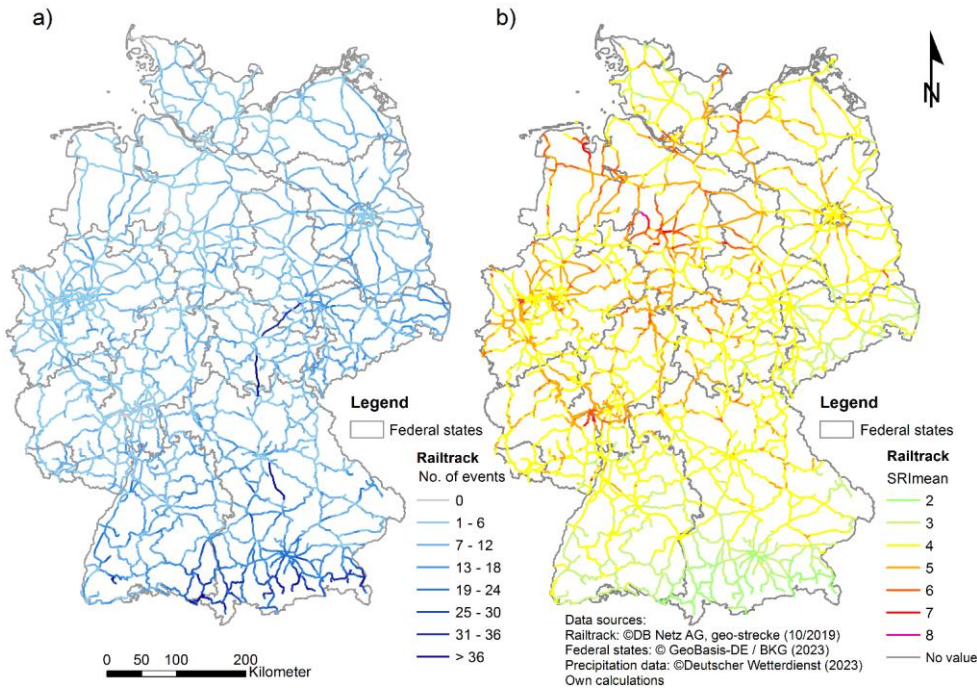 a)
b)
N
Legend
Federal states
Railtrack
No. of events
0
1 - 6
7 - 12
13 - 18
19 - 24
25 - 30
31 - 36
> 36
0 50 100 200
Kilometer
Legend
Federal states
Railtrack
SRImean
2
3
4
5
6
7
8
No value
Data sources:
Railtrack: ©DB Netz AG, geo-strecke (10/2019)
Federal states: © GeoBasis-DE / BKG (2023)
Precipitation data: ©Deutscher Wetterdienst (2023)
Own calculations